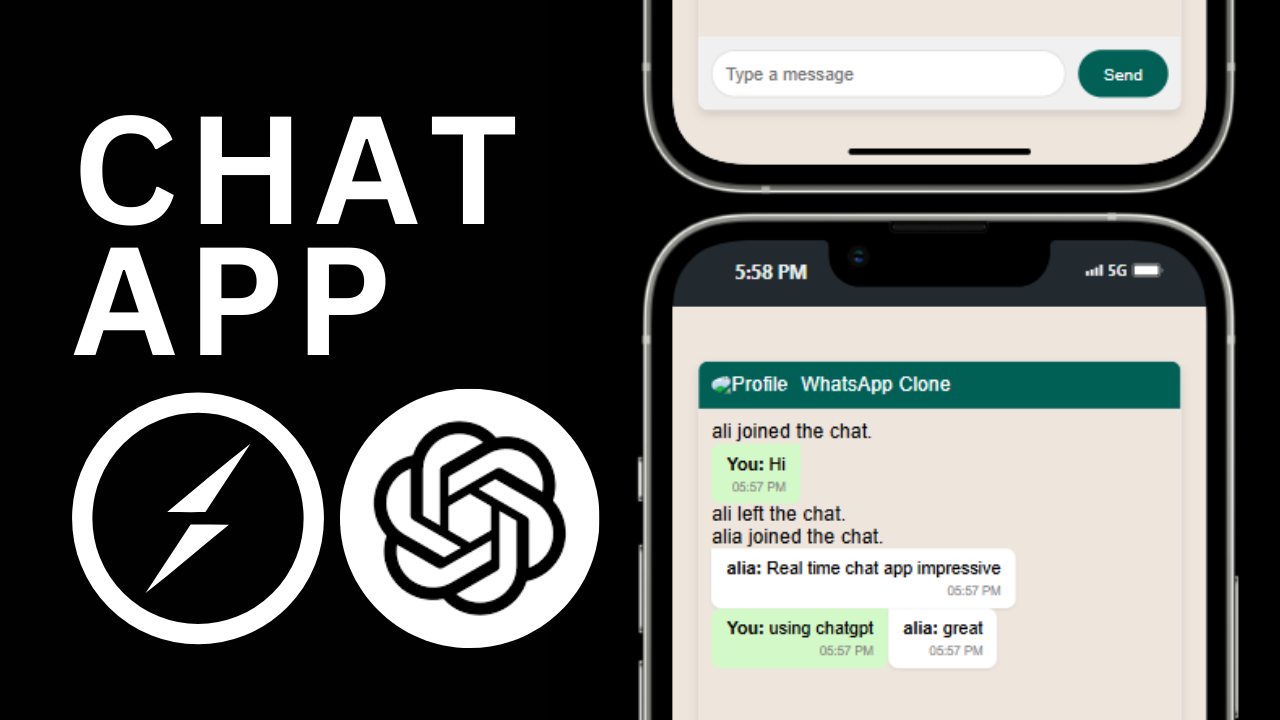 CHAT
APP
Type a message
Send
5:58 PM
5G
Profile WhatsApp Clone
ali joined the chat.
You: Hi
05:57 PM
ali left the chat.
alia joined the chat.
alia: Real time chat app impressive
05:57 PM
You: using chatgpt
05:57 PM
alia: great
05:57 PM